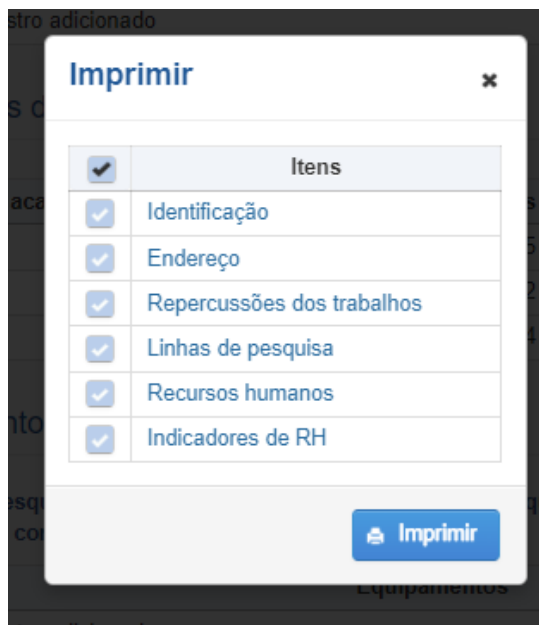 stro adicionado
Imprimir
Itens
Identificação
Endereço
Repercussões dos trabalhos
Linhas de pesquisa
Recursos humanos
Indicadores de RH
Imprimir
Equipamentos